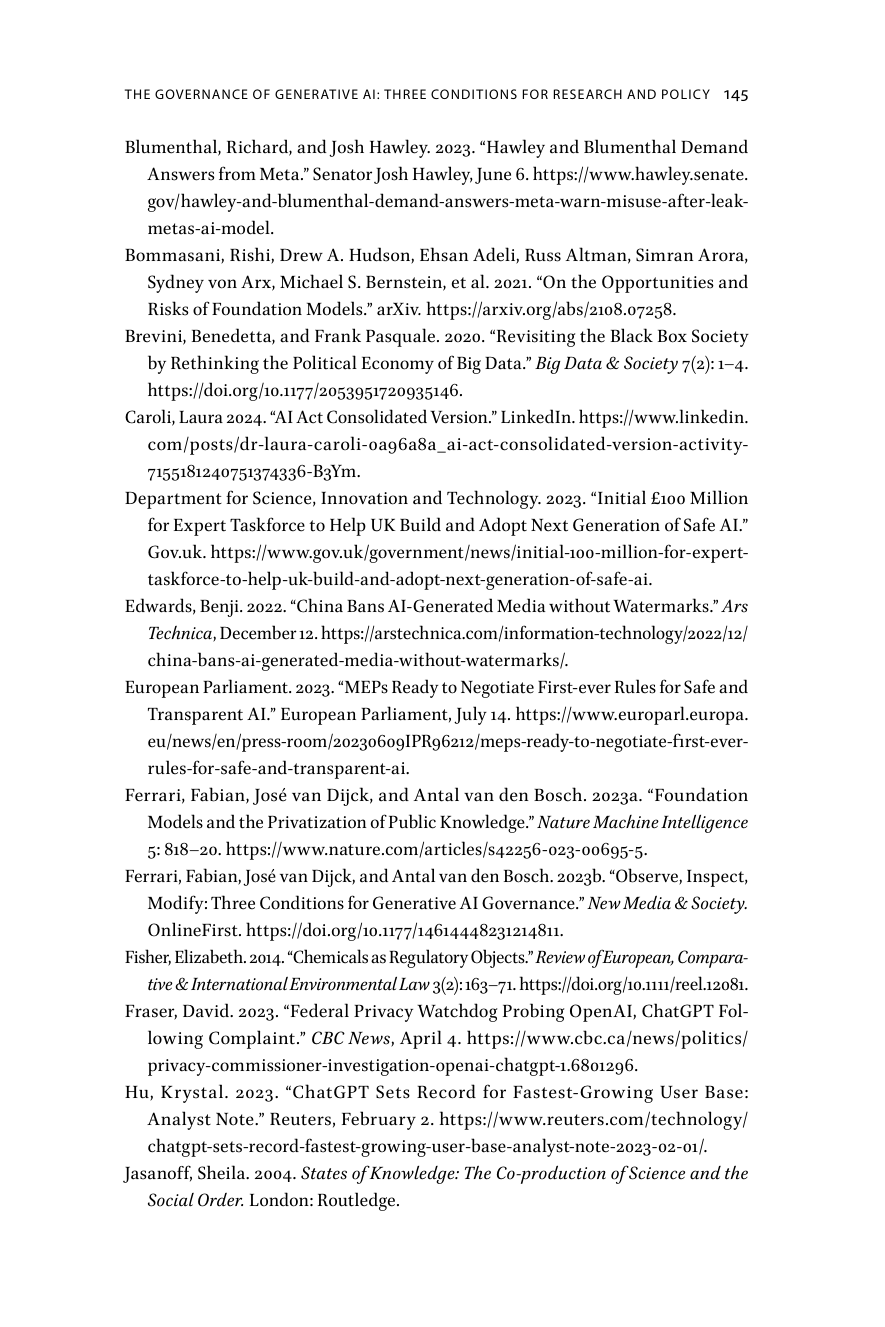 THE GOVERNANCE OF GENERATIVE AI: THREE CONDITIONS FOR RESEARCH AND POLICY 145
Blumenthal, Richard, and Josh Hawley. 2023. “Hawley and Blumenthal Demand
Answers from Meta.” Senator Josh Hawley, June 6. https://www.hawley.senate.
gov/hawley-and-blumenthal-demand-answers-meta-warn-misuse-after-leak-
metas-ai-model.
Bommasani, Rishi, Drew A. Hudson, Ehsan Adeli, Russ Altman, Simran Arora,
Sydney von Arx, Michael S. Bernstein, et al. 2021. “On the Opportunities and
Risks of Foundation Models.” arXiv. https://arxiv.org/abs/2108.07258.
Brevini, Benedetta, and Frank Pasquale. 2020. “Revisiting the Black Box Society
by Rethinking the Political Economy of Big Data.” Big Data & Society 7(2): 1–4.
https://doi.org/10.1177/2053951720935146.
Caroli, Laura 2024. “AI Act Consolidated Version.” LinkedIn. https://www.linkedin.
com/posts/dr-laura-caroli-0a96a8a_ai-act-consolidated-version-activity-
7155181240751374336-B3Ym.
Department for Science, Innovation and Technology. 2023. “Initial £100 Million
for Expert Taskforce to Help UK Build and Adopt Next Generation of Safe AI.”
Gov.uk. https://www.gov.uk/government/news/initial-100-million-for-expert-
taskforce-to-help-uk-build-and-adopt-next-generation-of-safe-ai.
Edwards, Benji. 2022. “China Bans AI-Generated Media without Watermarks.” Ars
Technica, December 12. https://arstechnica.com/information-technology/2022/12/
china-bans-ai-generated-media-without-watermarks/.
European Parliament. 2023. “MEPs Ready to Negotiate First-ever Rules for Safe and
Transparent AI.” European Parliament, July 14. https://www.europarl.europa.
eu/news/en/press-room/20230609IPR96212/meps-ready-to-negotiate-first-ever-
rules-for-safe-and-transparent-ai.
Ferrari, Fabian, José van Dijck, and Antal van den Bosch. 2023a. “Foundation
Models and the Privatization of Public Knowledge.” Nature Machine Intelligence
5: 818–20. https://www.nature.com/articles/s42256-023-00695-5.
Ferrari, Fabian, José van Dijck, and Antal van den Bosch. 2023b. “Observe, Inspect,
Modify: Three Conditions for Generative AI Governance.” New Media & Society.
OnlineFirst. https://doi.org/10.1177/14614448231214811.
Fisher, Elizabeth. 2014. “Chemicals as Regulatory Objects.” Review of European, Compara-
tive & International Environmental Law 3(2): 163–71. https://doi.org/10.1111/reel.12081.
Fraser, David. 2023. “Federal Privacy Watchdog Probing OpenAI, ChatGPT Fol-
lowing Complaint.” CBC News, April 4. https://www.cbc.ca/news/politics/
privacy-commissioner-investigation-openai-chatgpt-1.6801296.
Hu, Krystal. 2023. “ChatGPT Sets Record for Fastest-Growing User Base:
Analyst Note.” Reuters, February 2. https://www.reuters.com/technology/
chatgpt-sets-record-fastest-growing-user-base-analyst-note-2023-02-01/.
Jasanoff, Sheila. 2004. States of Knowledge: The Co-production of Science and the
Social Order. London: Routledge.